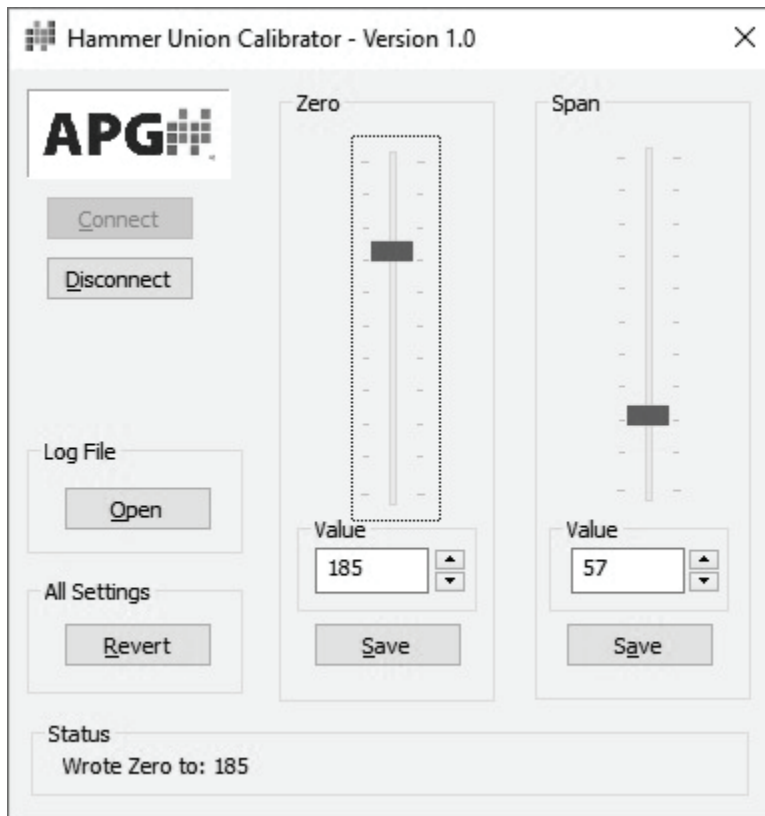 Hammer Union Calibrator - Version 1.0
APG
Connect
Disconnect
Log File
Open
All Settings
Revert
Zero
Value
185
Save
Span
Value
57
Save
Status
Wrote Zero to: 185